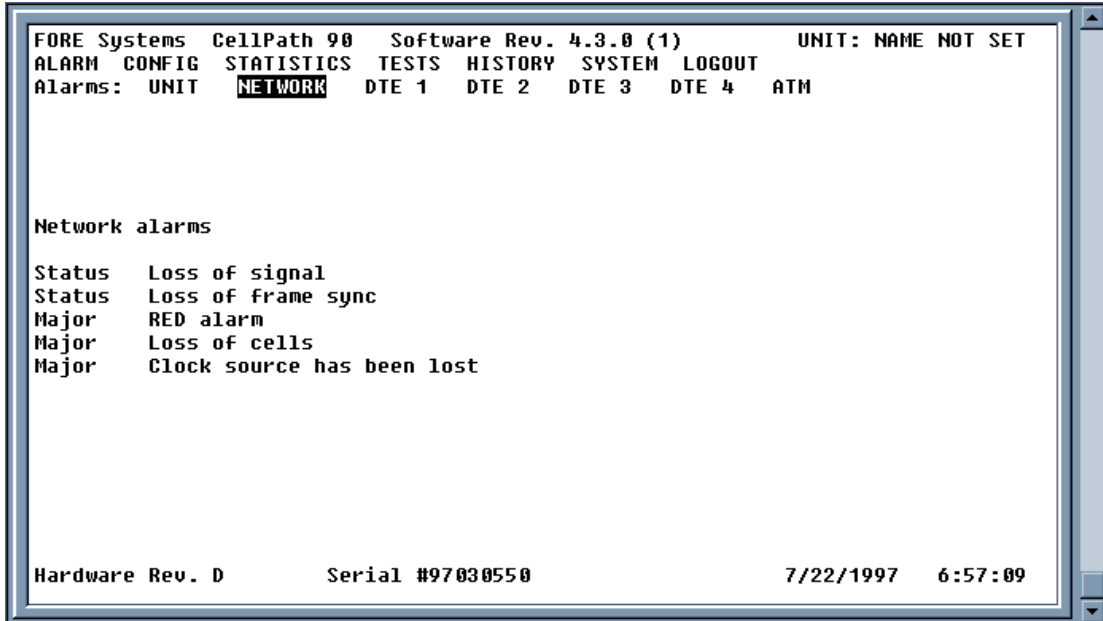 FORE Systems CellPath 90 Software Rev. 4.3.0 (1) UNIT: NAME NOT SET
ALARM CONFIG STATISTICS TESTS HISTORY SYSTEM LOGOUT
Alarms: UNIT NETWORK DTE 1 DTE 2 DTE 3 DTE 4 ATM
Network alarms
Status Loss of signal
Status Loss of frame sync
Major RED alarm
Major Loss of cells
Major Clock source has been lost
Hardware Rev. D Serial #97030550 7/22/1997 6:57:09